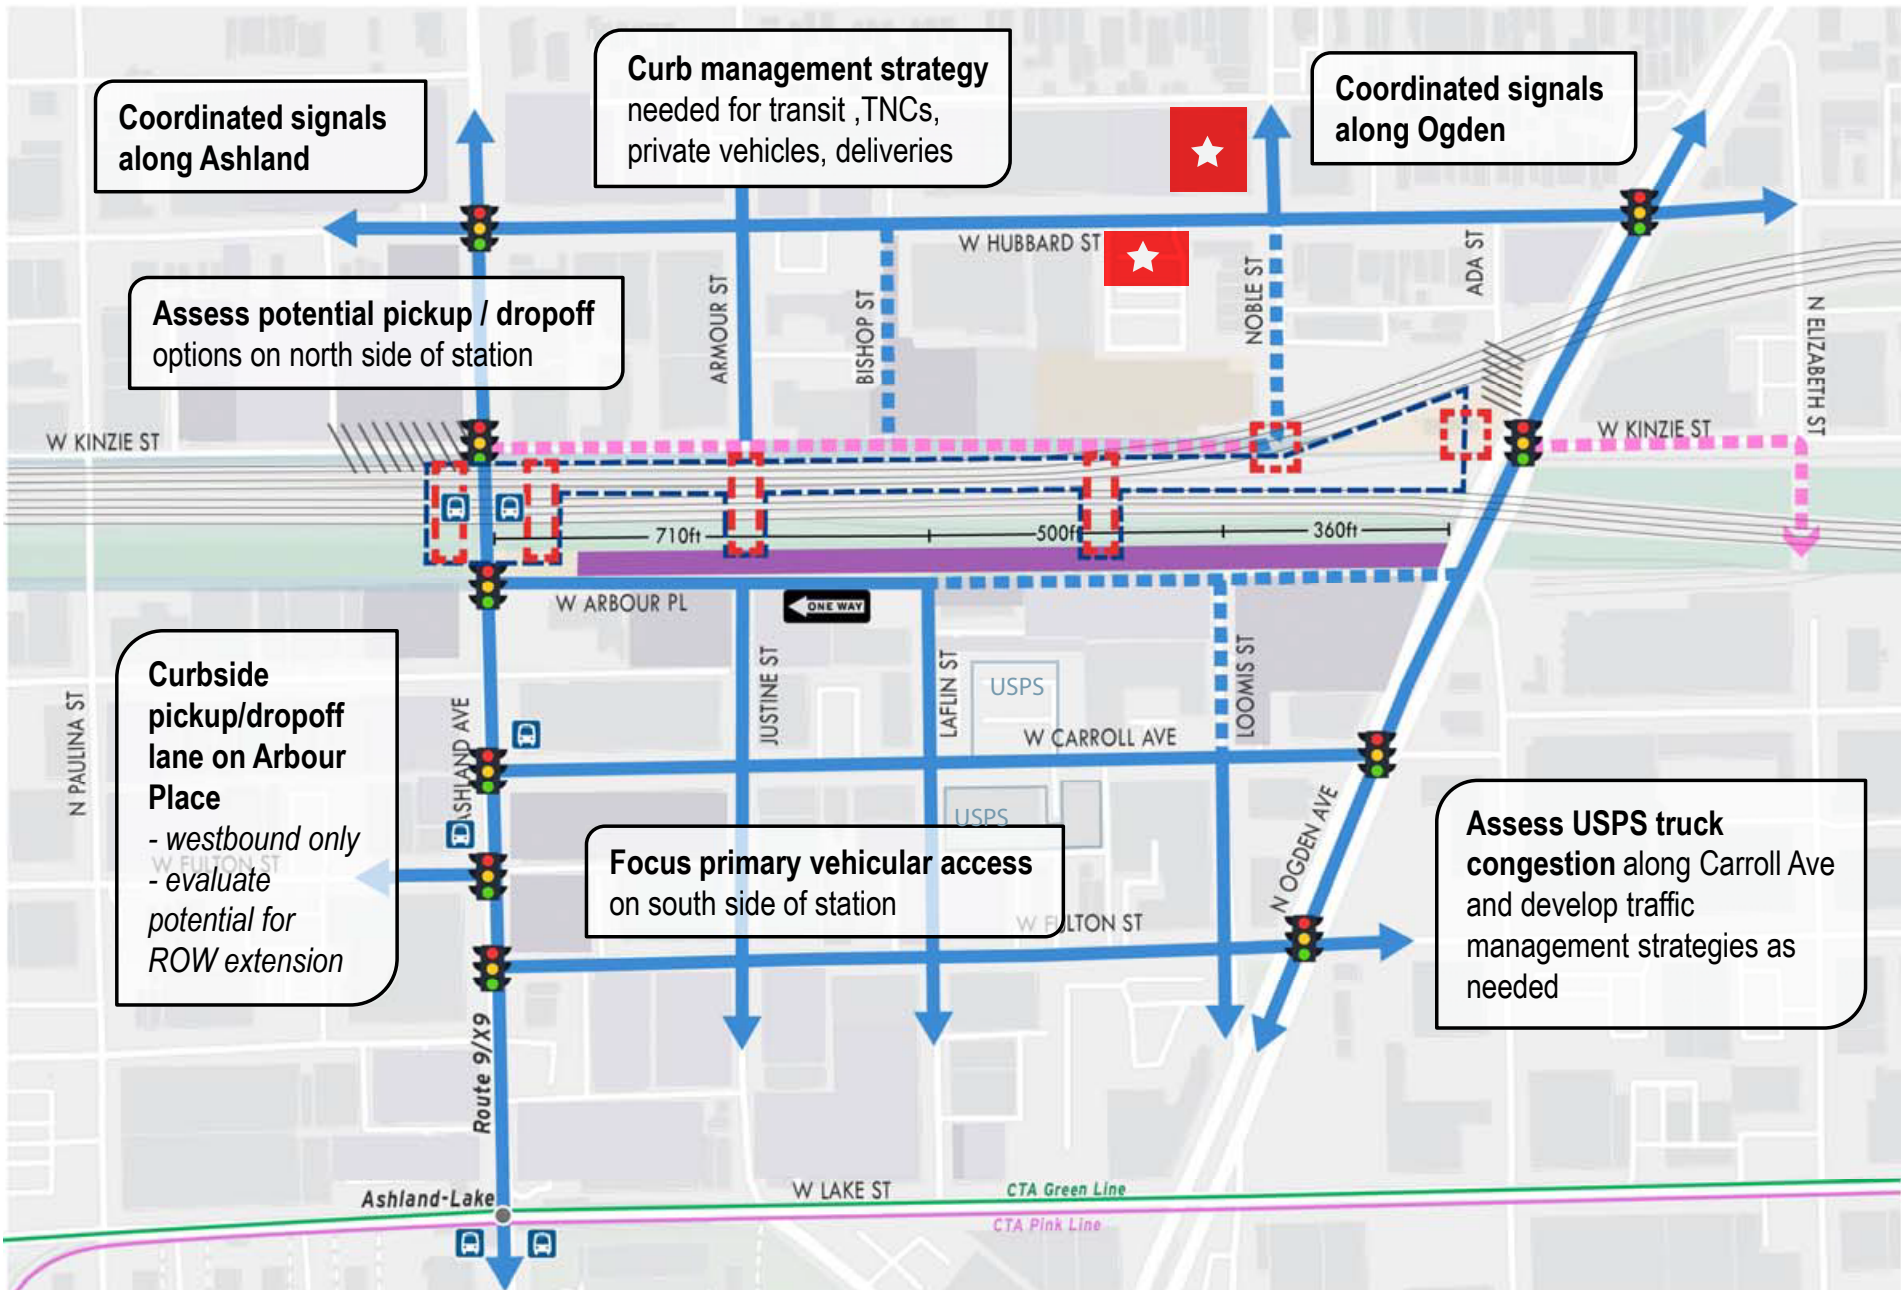 Coordinated signals
along Ashland
Curb management strategy
needed for transit ,TNCs,
private vehicles, deliveries
Coordinated signals
along Ogden
W HUBBARD ST
Assess potential pickup / dropoff
options on north side of station
ARMOUR ST
BISHOP ST
NOBLE ST
ADA ST
N ELIZABETH ST
W KINZIE ST
W KINZIE ST
710ft
500ft
360ft
W ARBOUR PL
ONE WAY
Curbside
pickup/dropoff
lane on Arbour
Place
- westbound only
- evaluate
potential for
ROW extension
N PAULINA ST
ASHLAND AVE
JUSTINE ST
LAFLIN ST
LOOMIS ST
USPS
W CARROLL AVE
USPS
W FULTON ST
Focus primary vehicular access
on south side of station
W FULTON ST
N OGDEN AVE
Assess USPS truck
congestion along Carroll Ave
and develop traffic
management strategies as
needed
Route 9/X9
Ashland-Lake
W LAKE ST
CTA Green Line
CTA Pink Line